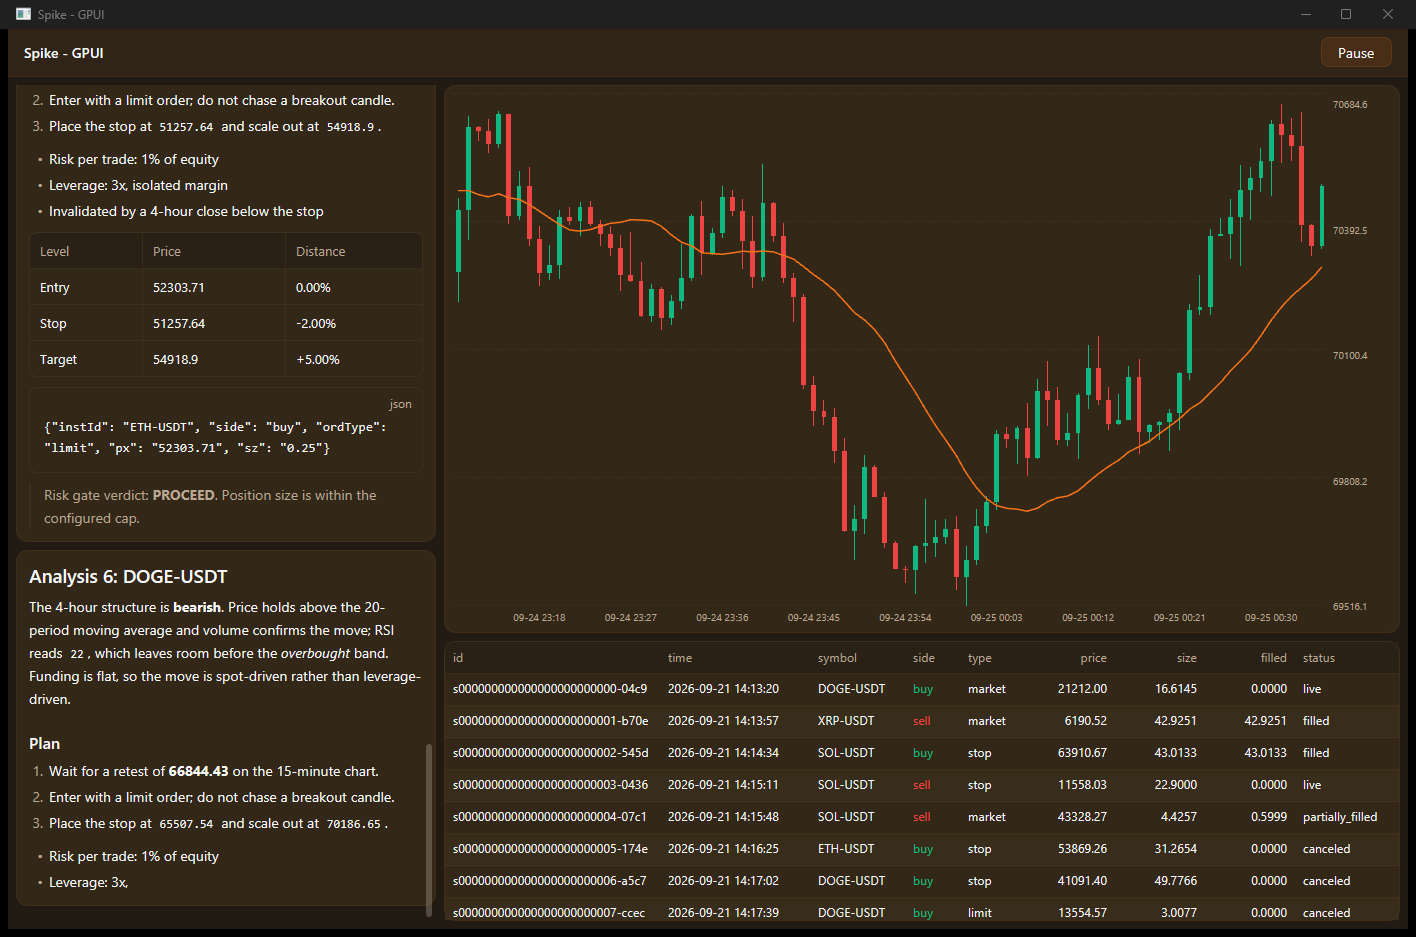 Spike - GPUI
Spike - GPUI
Pause
2. Enter with a limit order; do not chase a breakout candle.
3. Place the stop at 51257.64 and scale out at 54918.9 .
• Risk per trade: 1% of equity
• Leverage: 3x, isolated margin
• Invalidated by a 4-hour close below the stop
Level Price Distance
Entry 52303.71 0.00%
Stop 51257.64 -2.00%
Target 54918.9 +5.00%
json
{"instId": "ETH-USDT", "side": "buy", "ordType":
"limit", "px": "52303.71", "sz": "0.25"}
Risk gate verdict: PROCEED. Position size is within the
configured cap.
Analysis 6: DOGE-USDT
The 4-hour structure is bearish. Price holds above the 20-
period moving average and volume confirms the move; RSI
reads 22 , which leaves room before the overbought band.
Funding is flat, so the move is spot-driven rather than leverage-
driven.
Plan
1. Wait for a retest of 66844.43 on the 15-minute chart.
2. Enter with a limit order; do not chase a breakout candle.
3. Place the stop at 65507.54 and scale out at 70186.65 .
• Risk per trade: 1% of equity
• Leverage: 3x,
70684.6
70392.5
70100.4
69808.2
69516.1
09-24 23:18 09-24 23:27 09-24 23:36 09-24 23:45 09-24 23:54 09-25 00:03 09-25 00:12 09-25 00:21 09-25 00:30
id time symbol side type price size filled status
s000000000000000000000000-04c9 2026-09-21 14:13:20 DOGE-USDT buy market 21212.00 16.6145 0.0000 live
s000000000000000000000001-b70e 2026-09-21 14:13:57 XRP-USDT sell market 6190.52 42.9251 42.9251 filled
s000000000000000000000002-545d 2026-09-21 14:14:34 SOL-USDT buy stop 63910.67 43.0133 43.0133 filled
s000000000000000000000003-0436 2026-09-21 14:15:11 SOL-USDT sell stop 11558.03 22.9000 0.0000 live
s000000000000000000000004-07c1 2026-09-21 14:15:48 SOL-USDT sell market 43328.27 4.4257 0.5999 partially_filled
s000000000000000000000005-174e 2026-09-21 14:16:25 ETH-USDT buy stop 53869.26 31.2654 0.0000 canceled
s000000000000000000000006-a5c7 2026-09-21 14:17:02 DOGE-USDT buy stop 41091.40 49.7766 0.0000 canceled
s000000000000000000000007-ccec 2026-09-21 14:17:39 DOGE-USDT buy limit 13554.57 3.0077 0.0000 canceled